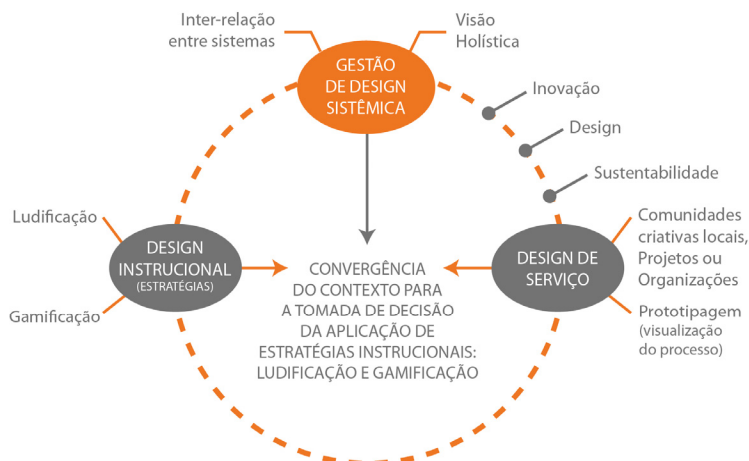 Inter-relação
entre sistemas
Visão
Holística
GESTÃO
DE DESIGN
SISTÊMICA
Inovação
Design
Sustentabilidade
Ludificação
Gamificação
DESIGN
INSTRUCIONAL
(ESTRATÉGIAS)
CONVERGÊNCIA
DO CONTEXTO PARA
A TOMADA DE DECISÃO
DA APLICAÇÃO DE
ESTRATÉGIAS INSTRUCIONAIS:
LUDIFICAÇÃO E GAMIFICAÇÃO
DESIGN DE
SERVIÇO
Comunidades
criativas locais,
Projetos ou
Organizações
Prototipagem
(visualização
do processo)